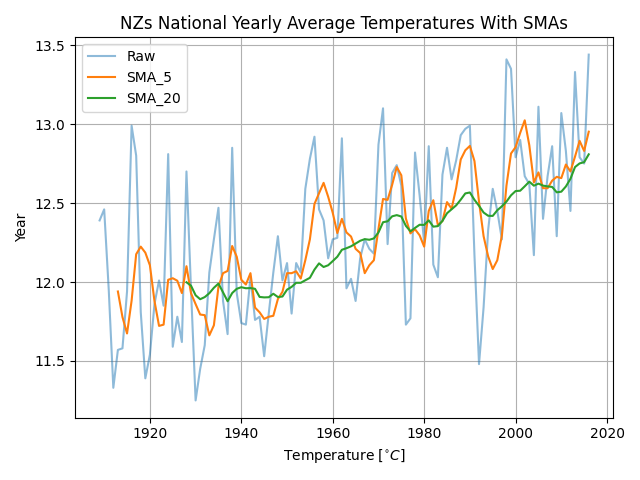 NZs National Yearly Average Temperatures With SMAs
Raw
SMA_5
SMA_20
13.5
13.0
12.5
12.0
11.5
Year
1920
1940
1960
1980
2000
2020
Temperature [°C]